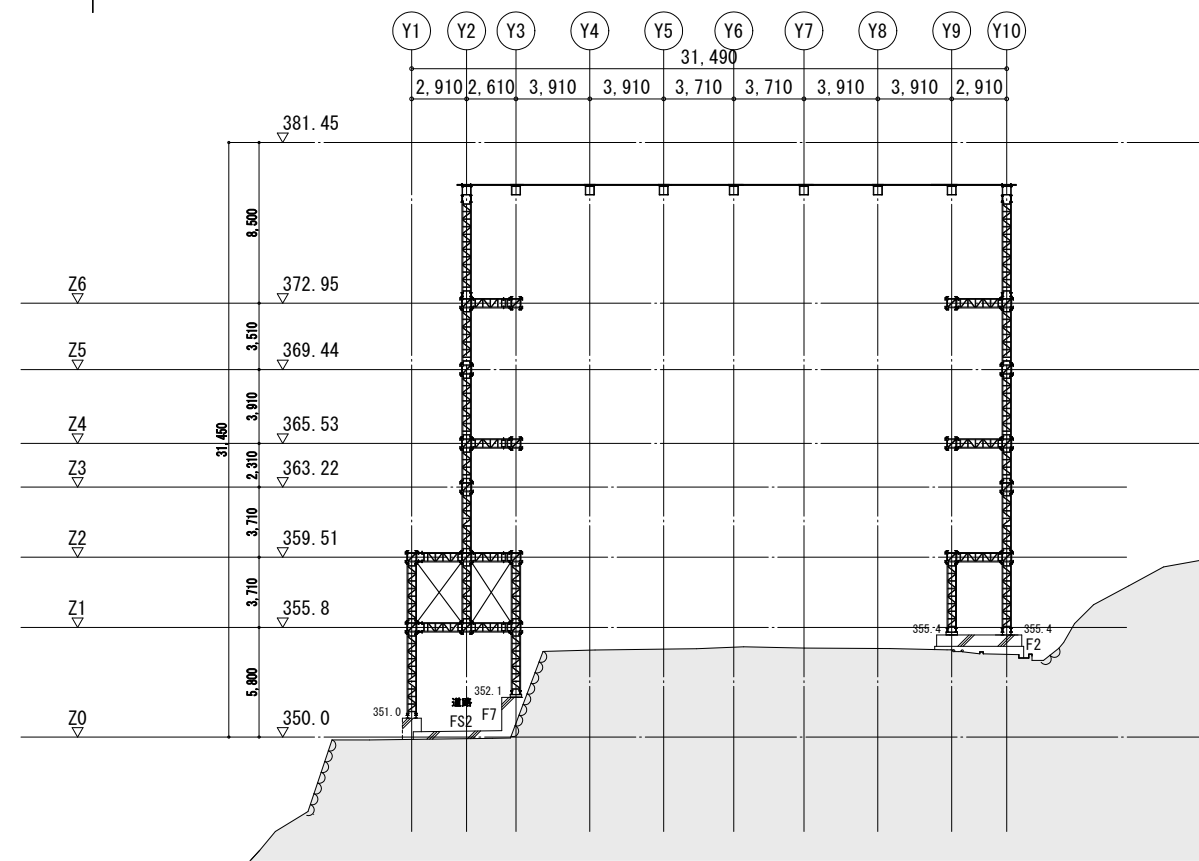 Y1 Y2 Y3 Y4 Y5 Y6 Y7 Y8 Y9 Y10
31,490
2,910 2,610 3,910 3,910 3,710 3,710 3,910 3,910 2,910
381.45
8,500
Z6 372.95
3,510
Z5 369.44
3,910
31,450
Z4 365.53
2,310
Z3 363.22
3,710
Z2 359.51
3,710
Z1 355.8
355.4 355.4
F2
5,800
352.1
道路
351.0 FS2 F7
Z0 350.0